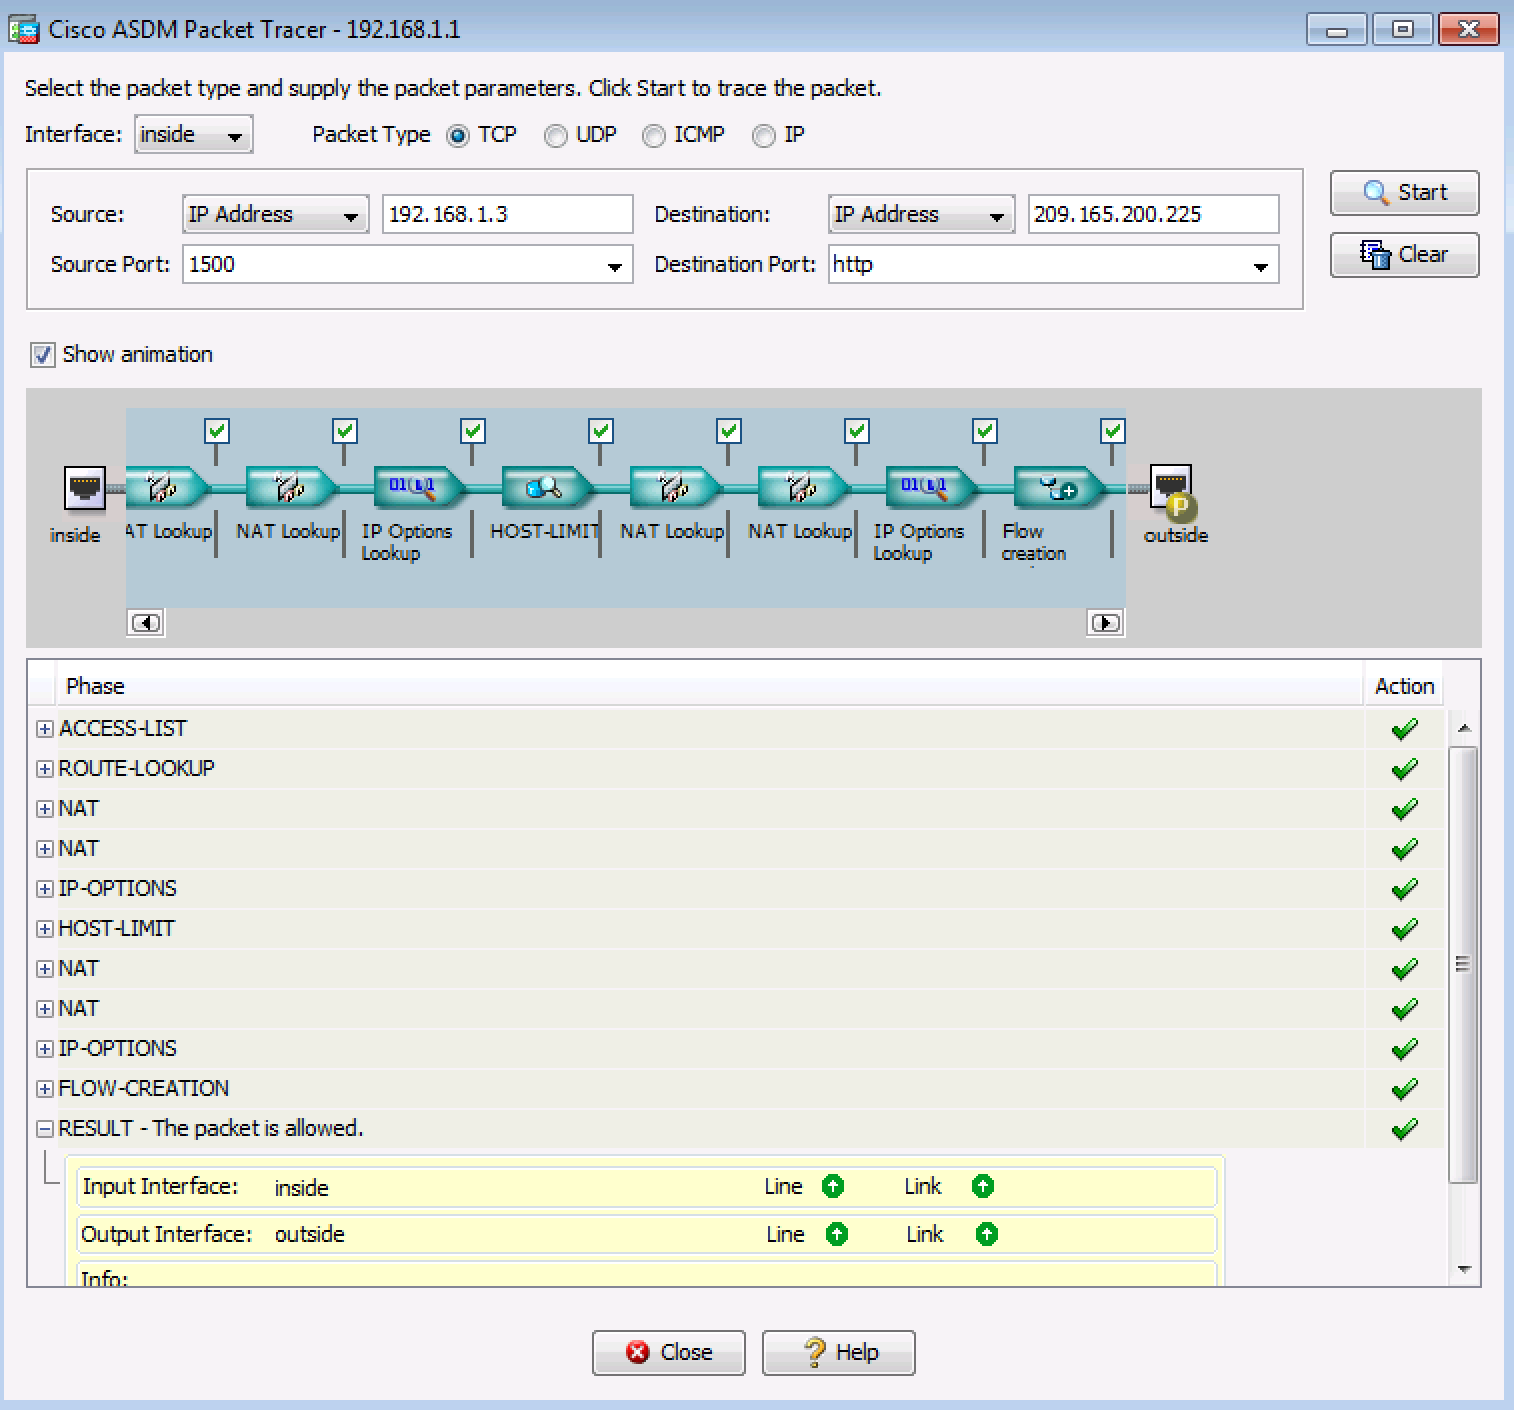 Cisco ASDM Packet Tracer - 192.168.1.1
Select the packet type and supply the packet parameters. Click Start to trace the packet.
Interface: inside Packet Type TCP UDP ICMP IP
Source: IP Address 192.168.1.3 Destination: IP Address 209.165.200.225
Source Port: 1500 Destination Port: http
Start
Clear
Show animation
inside
AT Lookup
NAT Lookup
IP Options
Lookup
HOST-LIMIT
NAT Lookup
NAT Lookup
IP Options
Lookup
Flow
creation
P
outside
Phase Action
ACCESS-LIST
ROUTE-LOOKUP
NAT
NAT
IP-OPTIONS
HOST-LIMIT
NAT
NAT
IP-OPTIONS
FLOW-CREATION
RESULT - The packet is allowed.
Input Interface: inside Line Link
Output Interface: outside Line Link
Info:
Close
Help